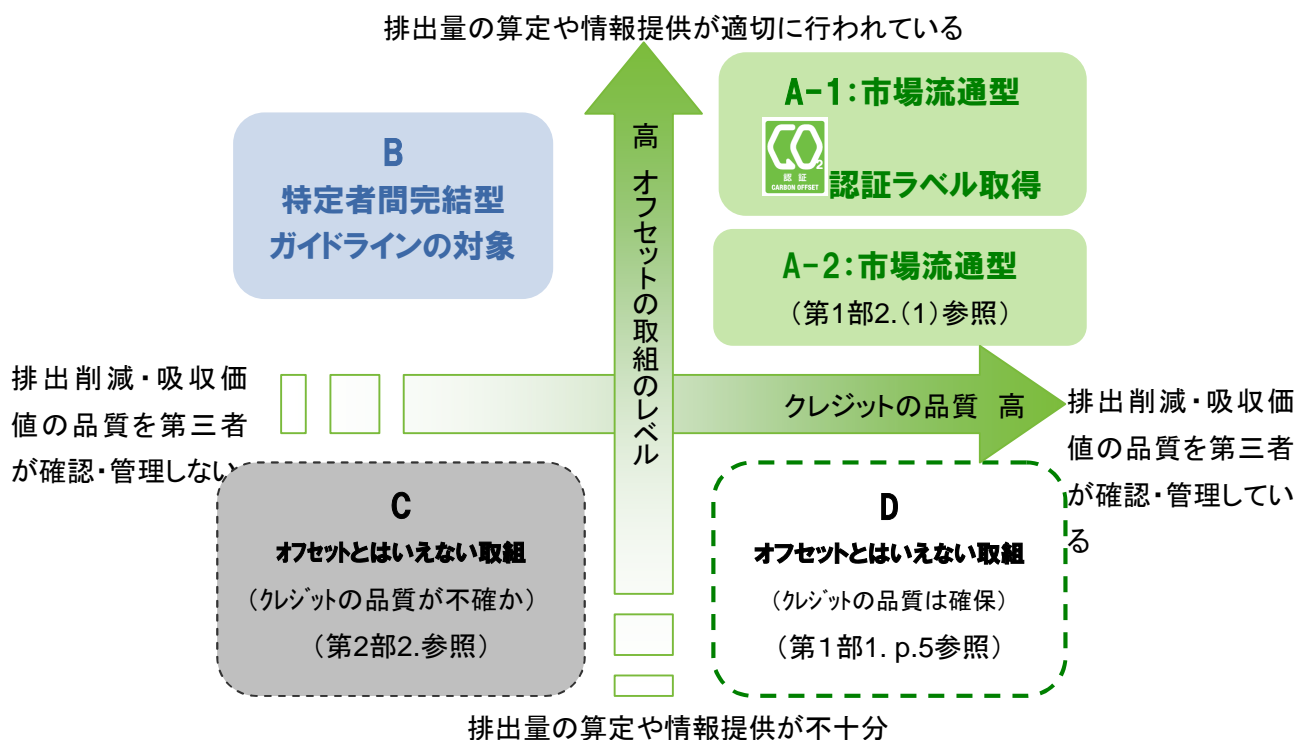 排出量の算定や情報提供が適切に行われている
A-1:市場流通型
CO2
認証
CARBON OFFSET
認証ラベル取得
B
特定者間完結型
ガイドラインの対象
高 オフセットの取組のレベル
A-2:市場流通型
(第1部2.(1)参照)
排出削減・吸収価
値の品質を第三者
が確認・管理しない
クレジットの品質 高
排出削減・吸収価
値の品質を第三者
が確認・管理してい
る
C
オフセットとはいえない取組
(クレジットの品質が不確か)
(第2部2.参照)
D
オフセットとはいえない取組
(クレジットの品質は確保)
(第1部1. p.5参照)
排出量の算定や情報提供が不十分